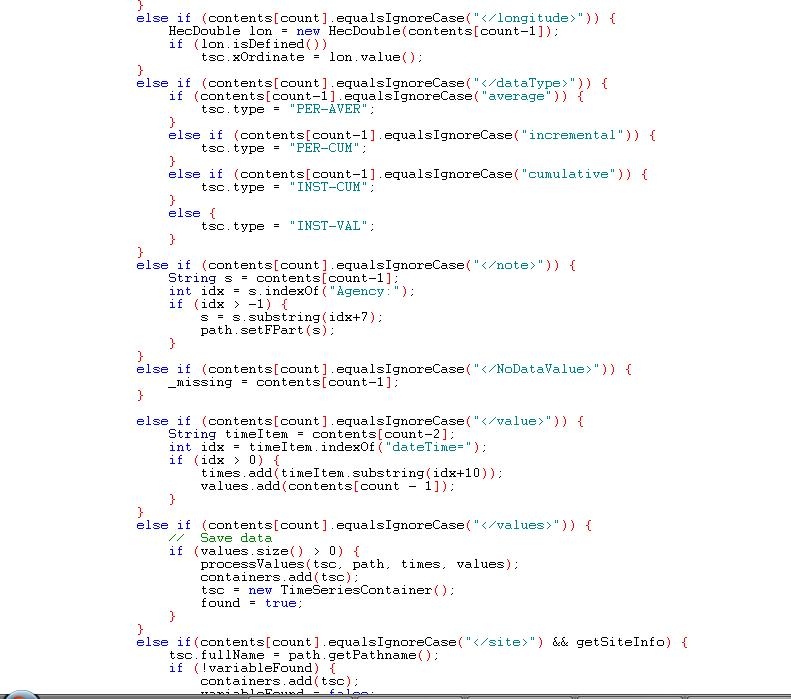 }
else if (contents[count].equalsIgnoreCase("</longitude>")) {
HecDouble lon = new HecDouble(contents[count-1]);
if (lon.isDefined())
tsc.xOrdinate = lon.value();
}
else if (contents[count].equalsIgnoreCase("</dataType>")) {
if (contents[count-1].equalsIgnoreCase("average")) {
tsc.type = "PER-AVER";
}
else if (contents[count-1].equalsIgnoreCase("incremental")) {
tsc.type = "PER-CUM";
}
else if (contents[count-1].equalsIgnoreCase("cumulative")) {
tsc.type = "INST-CUM";
}
else {
tsc.type = "INST-VAL";
}
}
else if (contents[count].equalsIgnoreCase("</note>")) {
String s = contents[count-1];
int idx = s.indexOf("Agency:");
if (idx > -1) {
s = s.substring(idx+7);
path.setFPart(s);
}
}
else if (contents[count].equalsIgnoreCase("</NoDataValue>")) {
_missing = contents[count-1];
}
else if (contents[count].equalsIgnoreCase("</value>")) {
String timeItem = contents[count-2];
int idx = timeItem.indexOf("dateTime=");
if (idx > 0) {
times.add(timeItem.substring(idx+10));
values.add(contents[count - 1]);
}
}
else if (contents[count].equalsIgnoreCase("</values>")) {
// Save data
if (values.size() > 0) {
processValues(tsc, path, times, values);
containers.add(tsc);
tsc = new TimeSeriesContainer();
found = true;
}
}
else if(contents[count].equalsIgnoreCase("</site>") && getSiteInfo) {
tsc.fullName = path.getPathname();
if (!variableFound) {
containers.add(tsc);
variableFound = false;